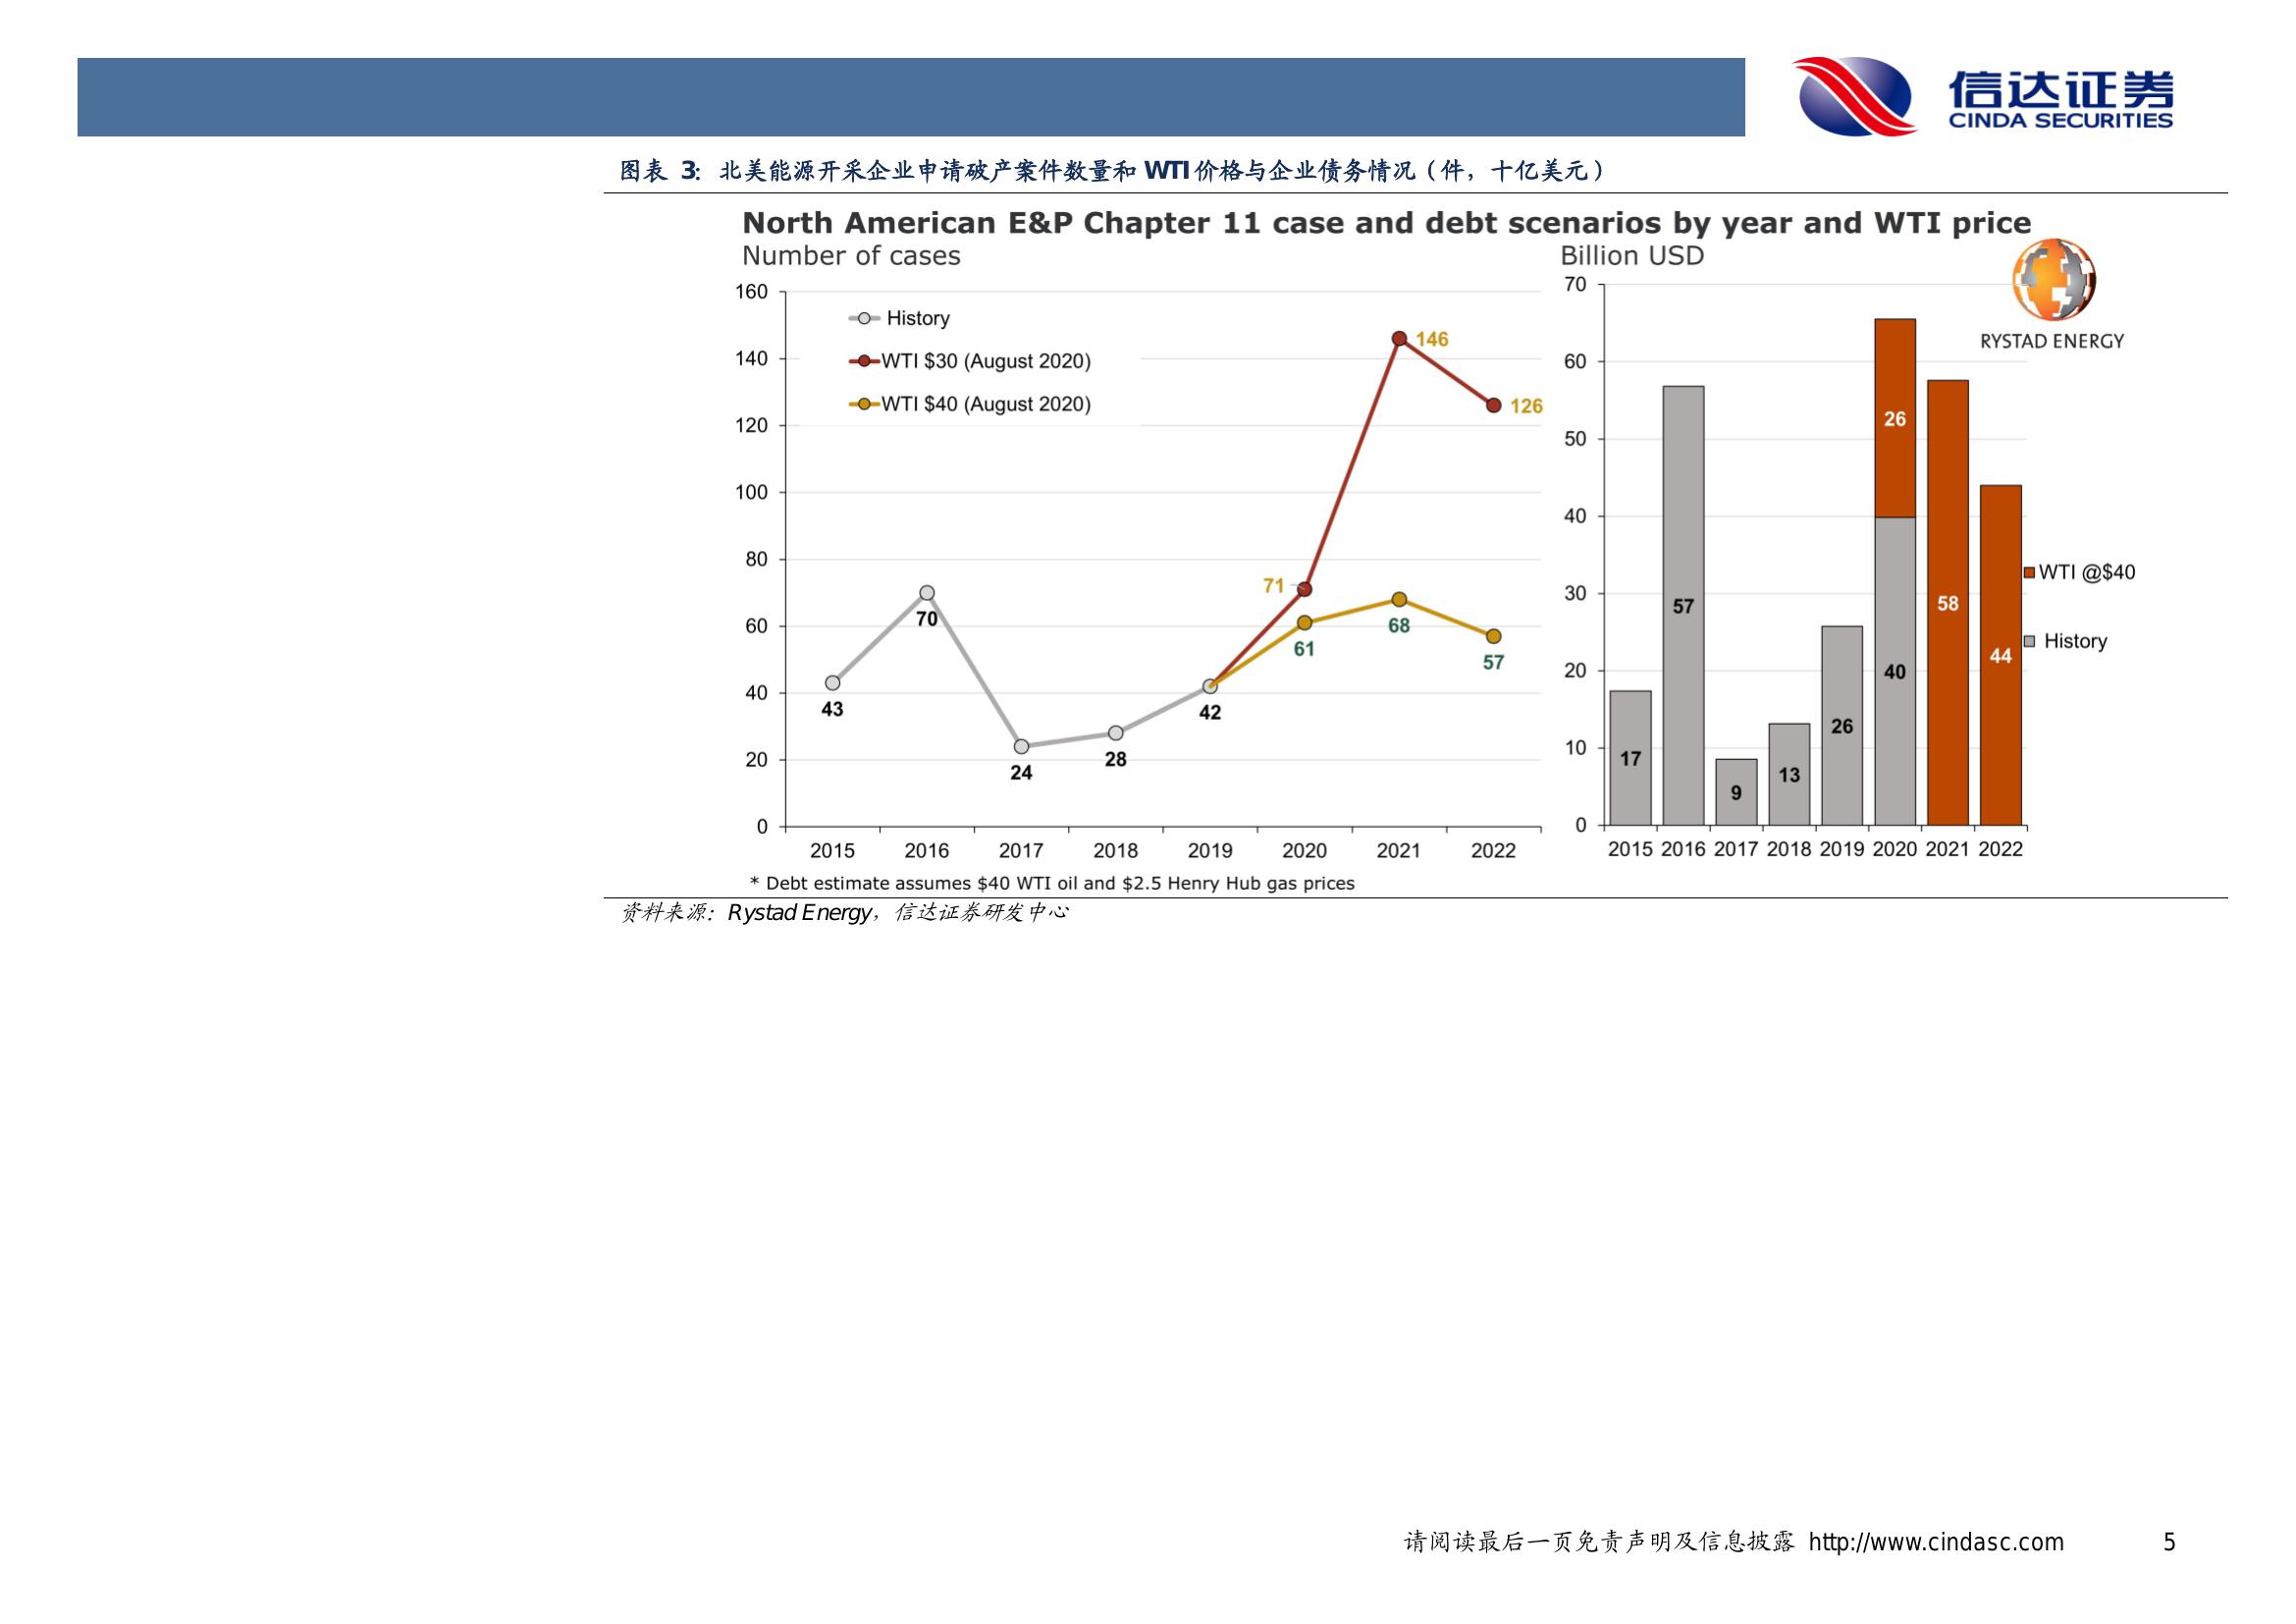 信达证券
CINDA SECURITIES
图表 3: 北美能源开采企业申请破产案件数量和 WTI 价格与企业债务情况（件，十亿美元）
North American E&P Chapter 11 case and debt scenarios by year and WTI price
Number of cases
160
140
120
100
80
60
40
20
0
History
WTI $30 (August 2020)
WTI $40 (August 2020)
43
70
24
28
42
71
146
126
61
68
57
2015 2016 2017 2018 2019 2020 2021 2022
* Debt estimate assumes $40 WTI oil and $2.5 Henry Hub gas prices
Billion USD
RYSTAD ENERGY
70
60
50
40
30
20
10
0
17
57
9
13
26
40
26
58
44
WTI @$40
History
2015 2016 2017 2018 2019 2020 2021 2022
资料来源: Rystad Energy, 信达证券研发中心
请阅读最后一页免责声明及信息披露 http://www.cindasc.com 5